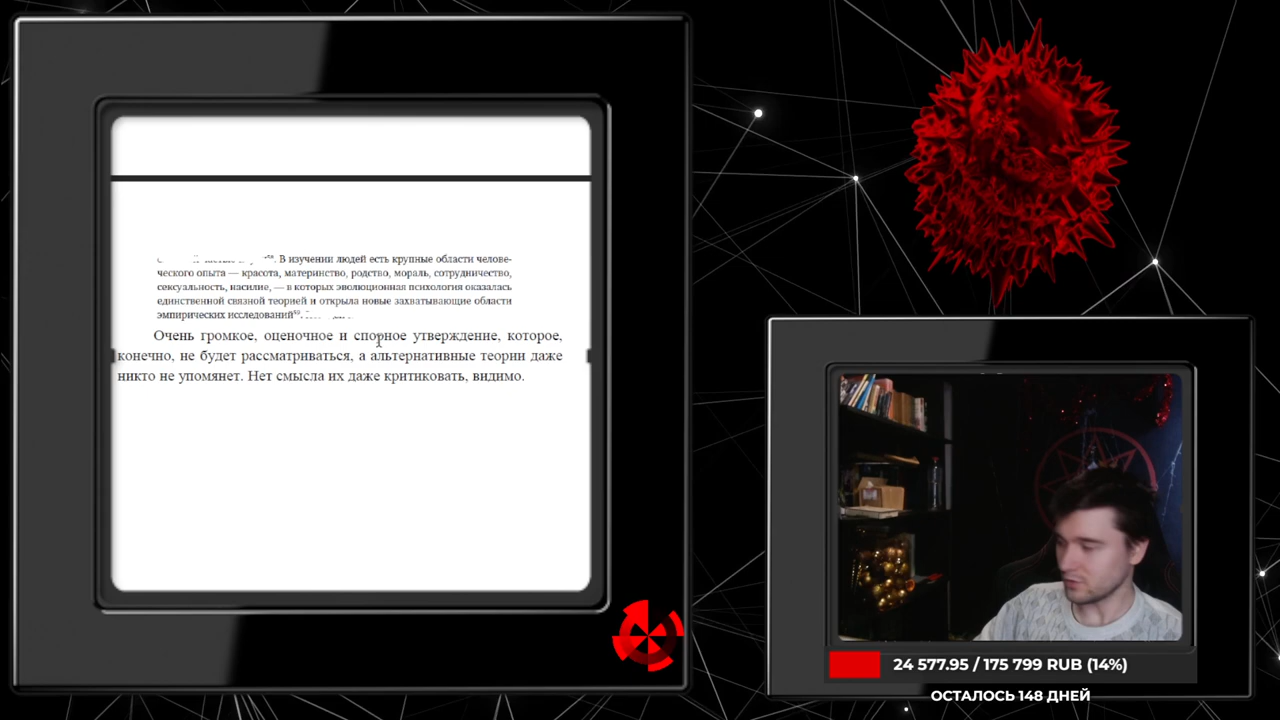 В изучении людей есть крупные области челове-
ческого опыта — красота, материнство, родство, мораль, сотрудничество,
сексуальность, насилие, — в которых эволюционная психология оказалась
единственной связной теорией и открыла новые захватывающие области
эмпирических исследований
Очень громкое, оценочное и спорное утверждение, которое,
конечно, не будет рассматриваться, а альтернативные теории даже
никто не упомянет. Нет смысла их даже критиковать, видимо.
24 577.95 / 175 799 RUB (14%)
ОСТАЛОСЬ 148 ДНЕЙ